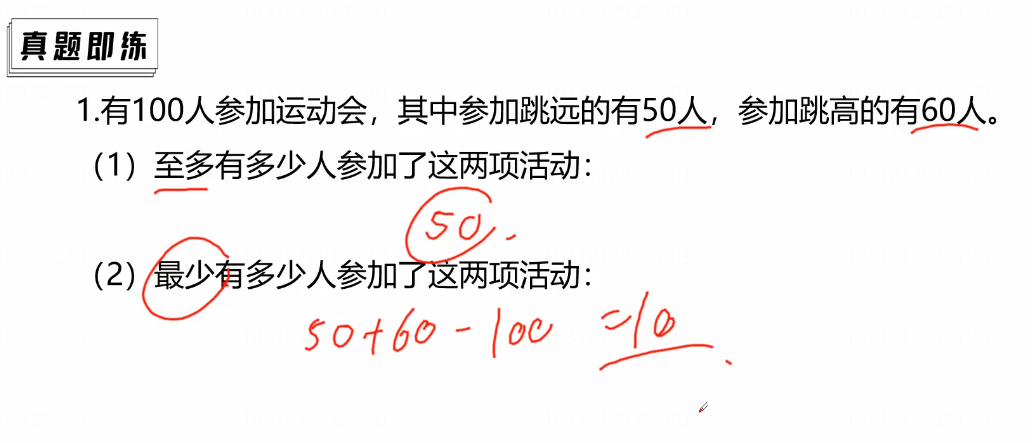 真题即练
1.有100人参加运动会，其中参加跳远的有50人，参加跳高的有60人。
（1）至多有多少人参加了这两项活动：
50.
（2）最少有多少人参加了这两项活动：
50+60-100=10.